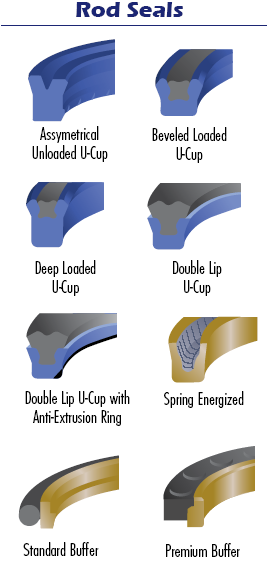 Rod Seals
Assymetrical
Unloaded U-Cup
Beveled Loaded
U-Cup
Deep Loaded
U-Cup
Double Lip
U-Cup
Double Lip U-Cup with
Anti-Extrusion Ring
Spring Energized
Standard Buffer
Premium Buffer